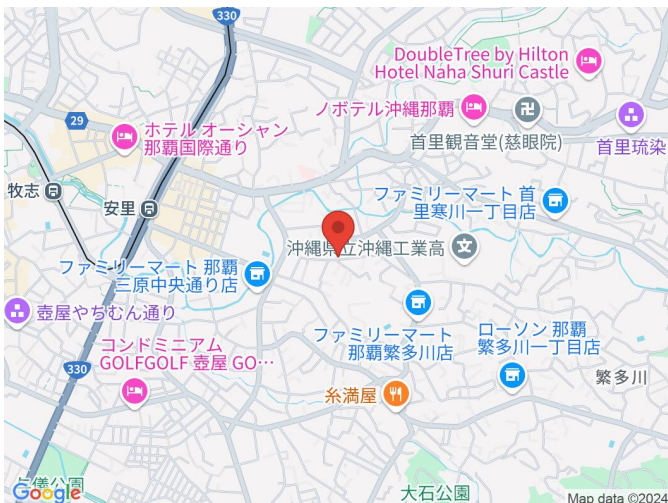 330
DoubleTree by Hilton
Hotel Naha Shuri Castle
ノボテル沖縄那覇
29
ホテル オーシャン
那覇国際通り
首里観音堂(慈眼院)
首里琉染
牧志
安里
ファミリーマート 首
里寒川一丁目店
沖縄県立沖縄工業高
ファミリーマート 那覇
三原中央通り店
壺屋やちむん通り
ファミリーマート
那覇繁多川店
ローソン 那覇
繁多川一丁目店
コンドミニアム
GOLFGOLF 壺屋 GO…
330
繁多川
糸満屋
大石公園
Google
Map data ©2024